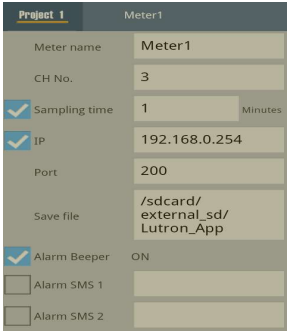 Project 1 Meter1
Meter name Meter1
CH No. 3
Sampling time 1 Minutes
IP 192.168.0.254
Port 200
Save file /sdcard/
external_sd/
Lutron_App
Alarm Beeper ON
Alarm SMS 1
Alarm SMS 2